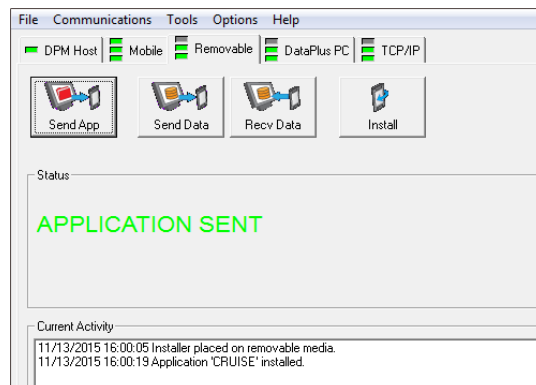 File Communications Tools Options Help
DPM Host Mobile Removable DataPlus PC TCP/IP
Send App Send Data Recv Data Install
Status
APPLICATION SENT
Current Activity
11/13/2015 16:00:05 Installer placed on removable media.
11/13/2015 16:00:19 Application 'CRUISE' installed.